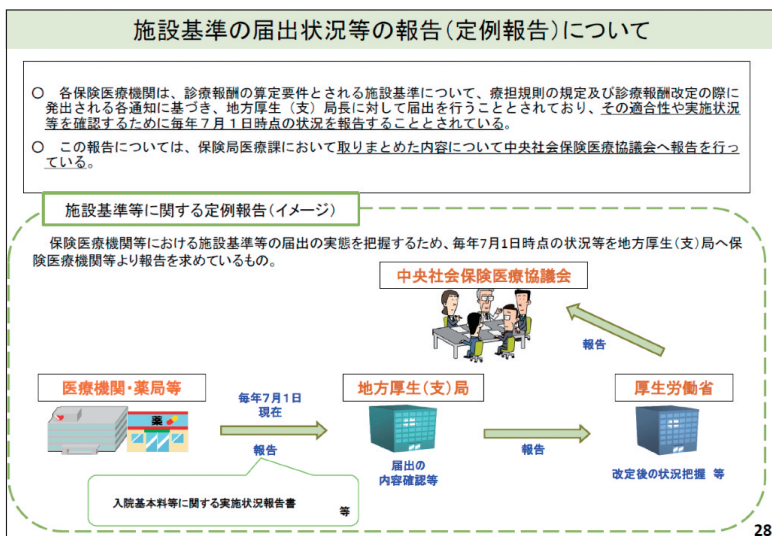 施設基準の届出状況等の報告(定例報告)について
○ 各保険医療機関は、診療報酬の算定要件とされる施設基準について、療担規則の規定及び診療報酬改定の際に
発出される各通知に基づき、地方厚生（支）局長に対して届出を行うこととされており、その適合性や実施状況
等を確認するために毎年７月１日時点の状況を報告することとされている。
○ この報告については、保険局医療課において取りまとめた内容について中央社会保険医療協議会へ報告を行っ
ている。
施設基準等に関する定例報告(イメージ)
保険医療機関等における施設基準等の届出の実態を把握するため、毎年7月1日時点の状況等を地方厚生(支)局へ保
険医療機関等より報告を求めているもの。
中央社会保険医療協議会
報告
医療機関・薬局等
毎年7月1日
現在
地方厚生(支)局
厚生労働省
薬
報告
報告
届出の
内容確認等
改定後の状況把握 等
入院基本料等に関する実施状況報告書
等
28